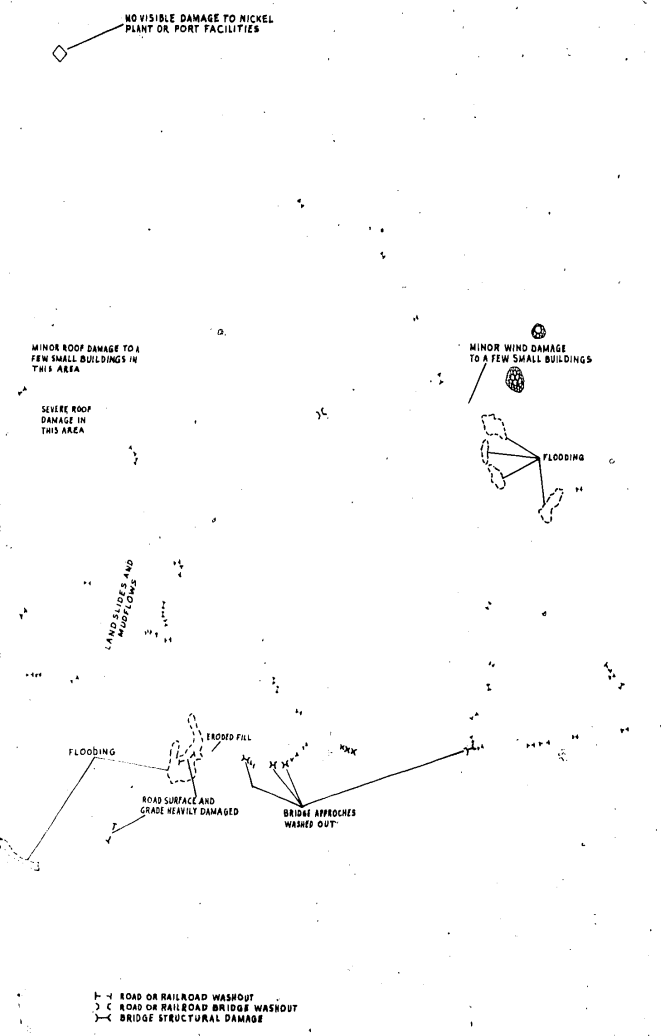 NO VISIBLE DAMAGE TO NICKEL
PLANT OR PORT FACILITIES
MINOR ROOF DAMAGE TO A
FEW SMALL BUILDINGS IN
THIS AREA
MINOR WIND DAMAGE
TO A FEW SMALL BUILDINGS
SEVERE ROOF
DAMAGE IN
THIS AREA
FLOODING
LANDSLIDES AND
MUDFLOWS
ERODED FILL
FLOODING
ROAD SURFACE AND
GRADE HEAVILY DAMAGED
BRIDGE APPROCHES
WASHED OUT
ROAD OR RAILROAD WASHOUT
ROAD OR RAILROAD BRIDGE WASHOUT
BRIDGE STRUCTURAL DAMAGE